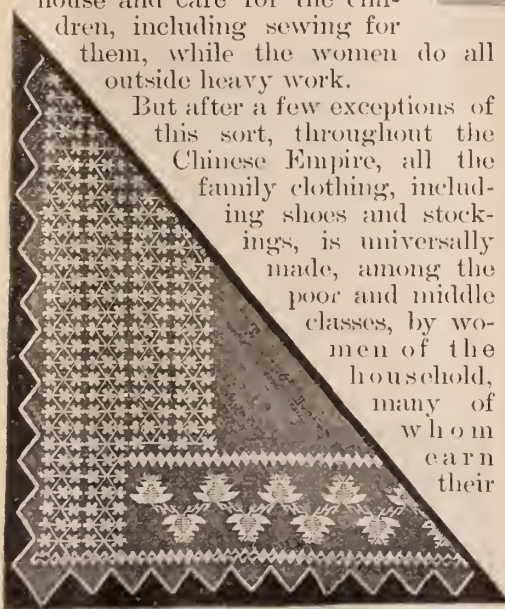 house and care for the chil-
dren, including sewing for
them, while the women do all
outside heavy work.
But after a few exceptions of
this sort, throughout the
Chinese Empire, all the
family clothing, includ-
ing shoes and stock-
ings, is universally
made, among the
poor and middle
classes, by wo-
men of the
household,
many of
whom
earn
their